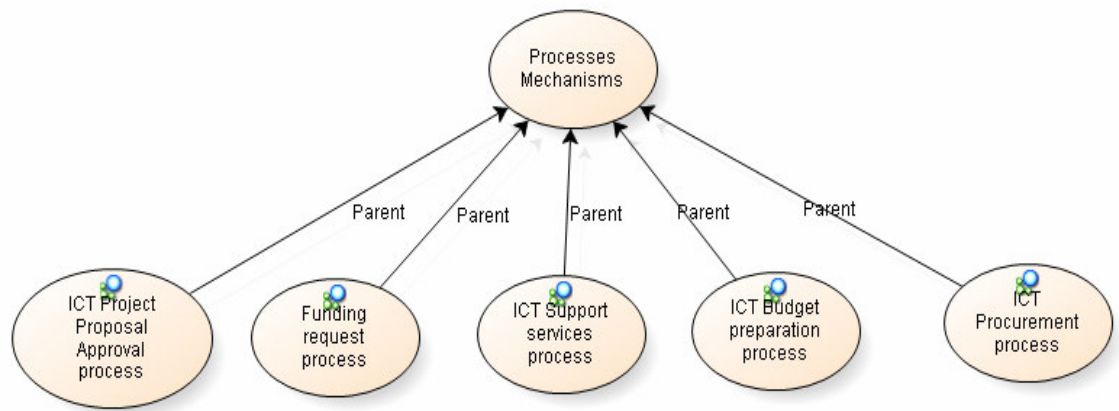 Processes
Mechanisms
Parent
Parent
Parent
Parent
Parent
ICT Project
Proposal
Approval
process
Funding
request
process
ICT Support
services
process
ICT Budget
preparation
process
ICT
Procurement
process